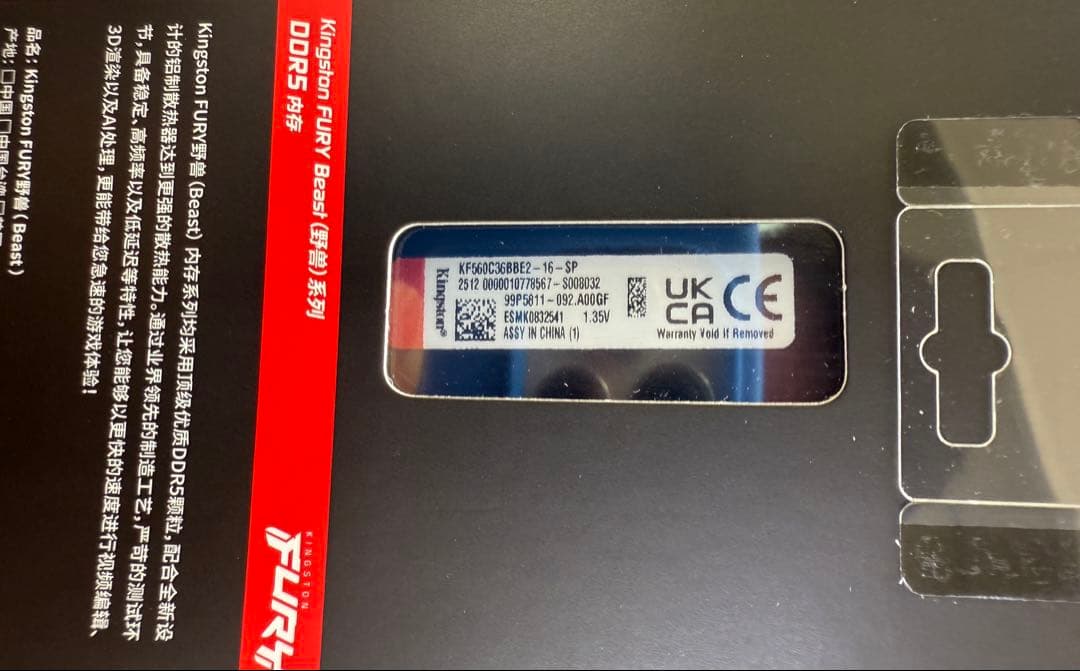 Kingston FURY Beast (野兽) 系列
DDR5 内存
Kingston FURY野兽 (Beast) 内存系列均采用顶级优质DDR5颗粒，配合全新设
计的铝制散热器达到更强的散热能力。通过业界领先的制造工艺，严苛的测试环
节，具备稳定、高频率以及低延迟等特性，让您能够以更快的速度进行视频编辑、
3D渲染以及AI处理，更能带给您急速的游戏体验！
品名：Kingston FURY野兽 (Beast)
产地：□中国 □中国台湾
KINGSTON
FURY
Kingston®
KF560C36BBE2-16-SP
2512 0000010778567-S008032
99P5811-092.A00GF
ESMK0832541 1.35V
ASSY IN CHINA (1)
UK
CA
CE
Warranty Void If Removed